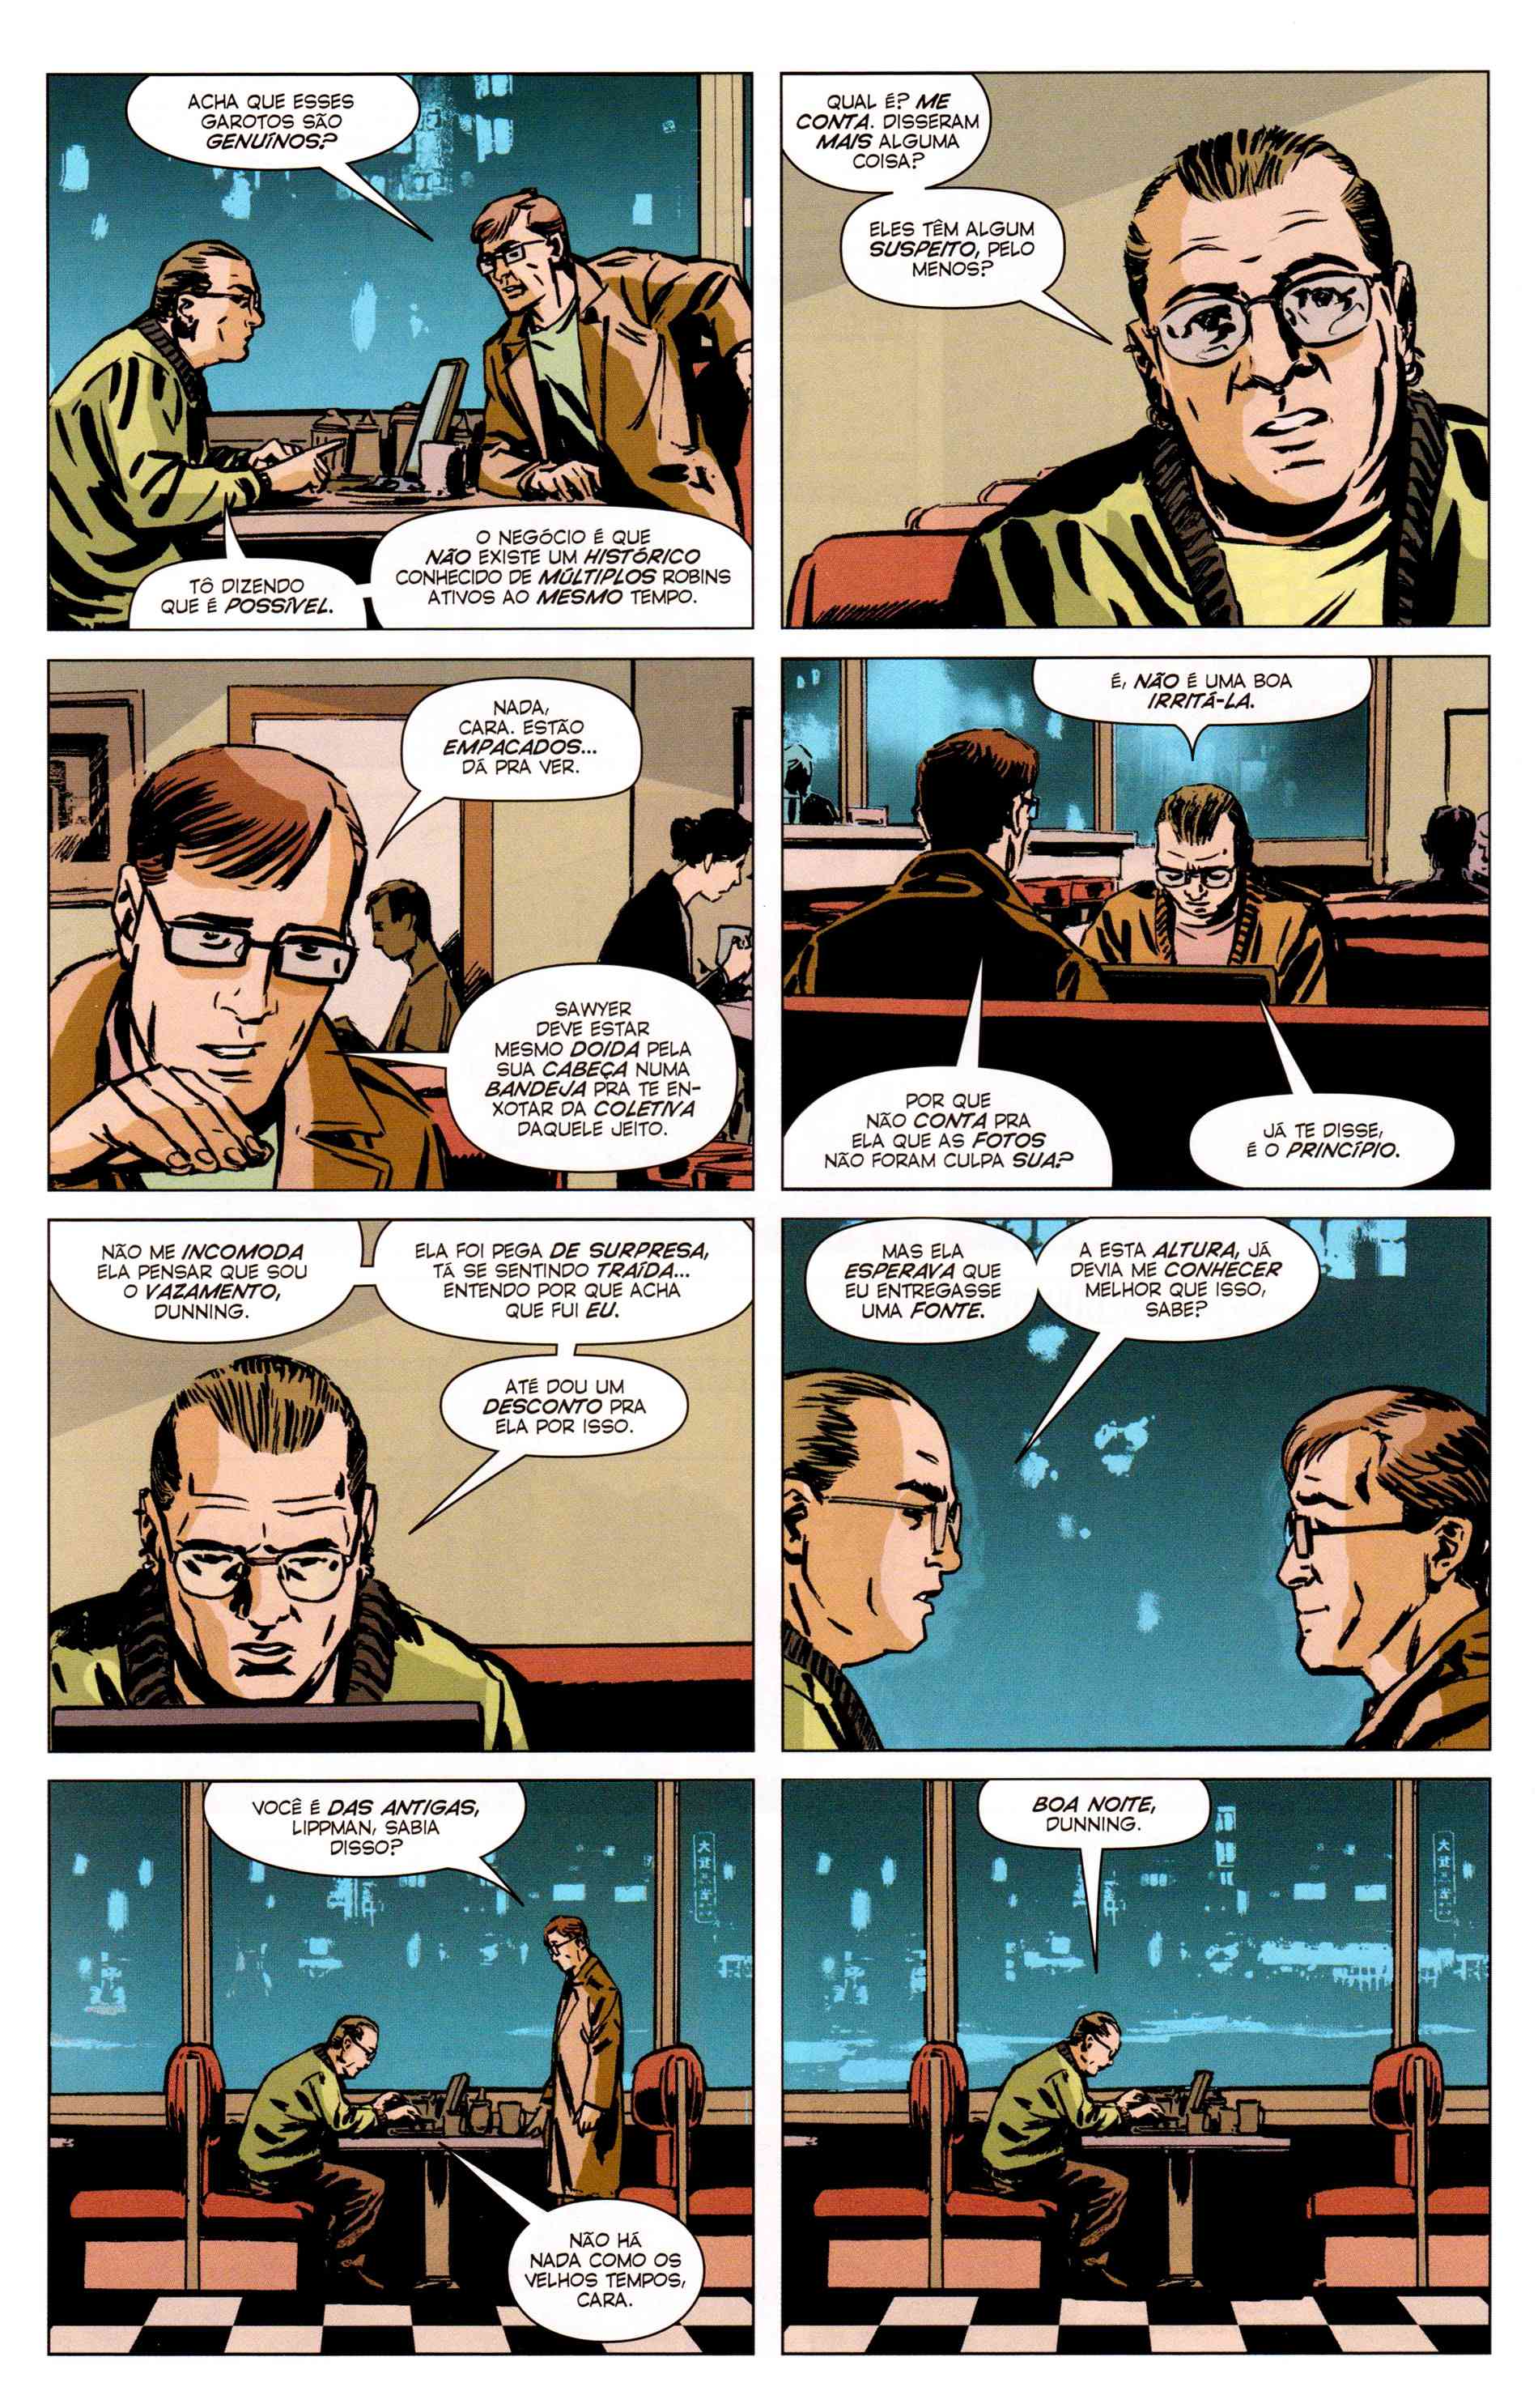 ACHA QUE ESSES
GAROTOS SÃO
GENUÍNOS?
TÔ DIZENDO
QUE É POSSÍVEL.
O NEGÓCIO É QUE
NÃO EXISTE UM HISTÓRICO
CONHECIDO DE MÚLTIPLOS ROBINS
ATIVOS AO MESMO TEMPO.
QUAL É? ME
CONTA. DISSERAM
MAIS ALGUMA
COISA?
ELES TÊM ALGUM
SUSPEITO, PELO
MENOS?
NADA,
CARA. ESTÃO
EMPACADOS...
DÁ PRA VER.
SAWYER
DEVE ESTAR
MESMO DOIDA PELA
SUA CABEÇA NUMA
BANDEJA PRA TE EN-
XOTAR DA COLETIVA
DAQUELE JEITO.
É, NÃO É UMA BOA
IRRITÁ-LA.
POR QUE
NÃO CONTA PRA
ELA QUE AS FOTOS
NÃO FORAM CULPA SUA?
JÁ TE DISSE,
É O PRINCÍPIO.
NÃO ME INCOMODA
ELA PENSAR QUE SOU
O VAZAMENTO,
DUNNING.
ELA FOI PEGA DE SURPRESA,
TÁ SE SENTINDO TRAÍDA...
ENTENDO POR QUE ACHA
QUE FUI EU.
ATÉ DOU UM
DESCONTO PRA
ELA POR ISSO.
MAS ELA
ESPERAVA QUE
EU ENTREGASSE
UMA FONTE.
A ESTA ALTURA, JÁ
DEVIA ME CONHECER
MELHOR QUE ISSO,
SABE?
VOCÊ É DAS ANTIGAS,
LIPPMAN, SABIA
DISSO?
NÃO HÁ
NADA COMO OS
VELHOS TEMPOS,
CARA.
BOA NOITE,
DUNNING.